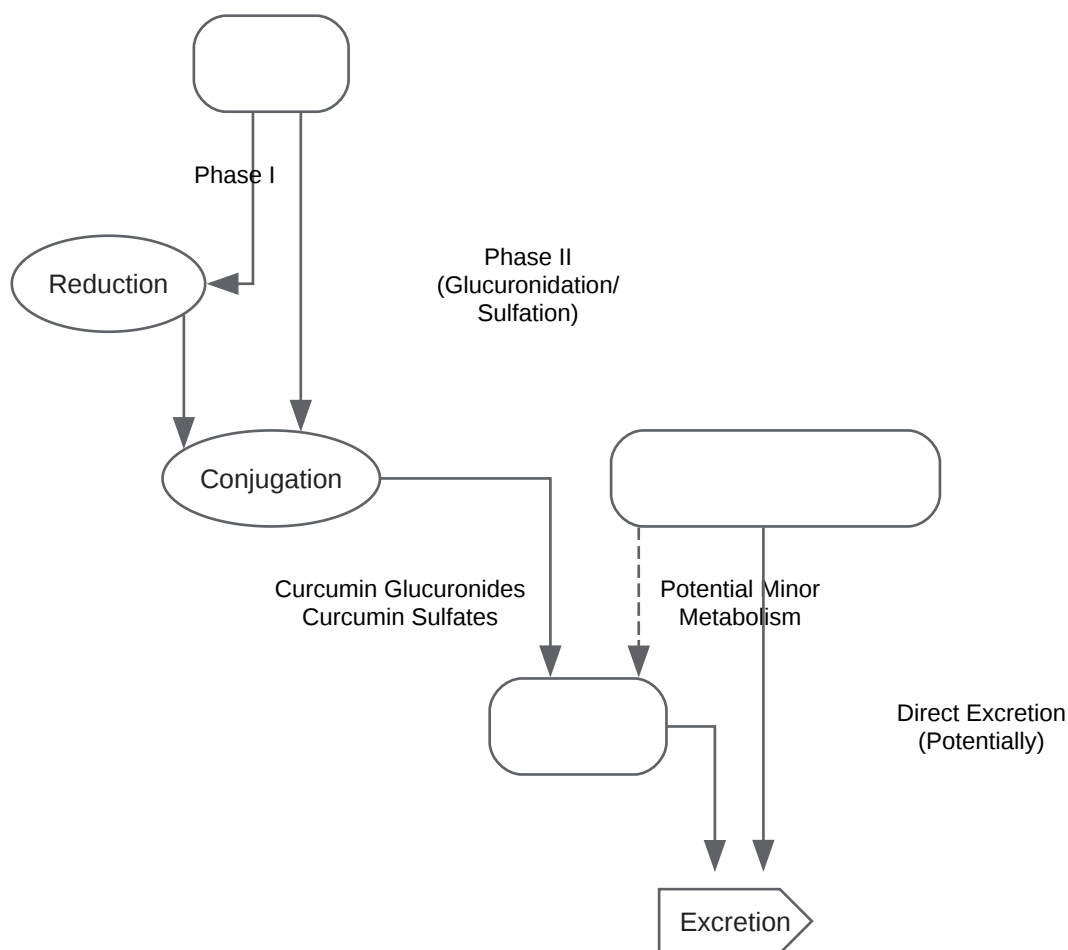 Phase I
Reduction
Phase II
(Glucuronidation/
Sulfation)
Conjugation
Curcumin Glucuronides
Curcumin Sulfates
Potential Minor
Metabolism
Direct Excretion
(Potentially)
Excretion